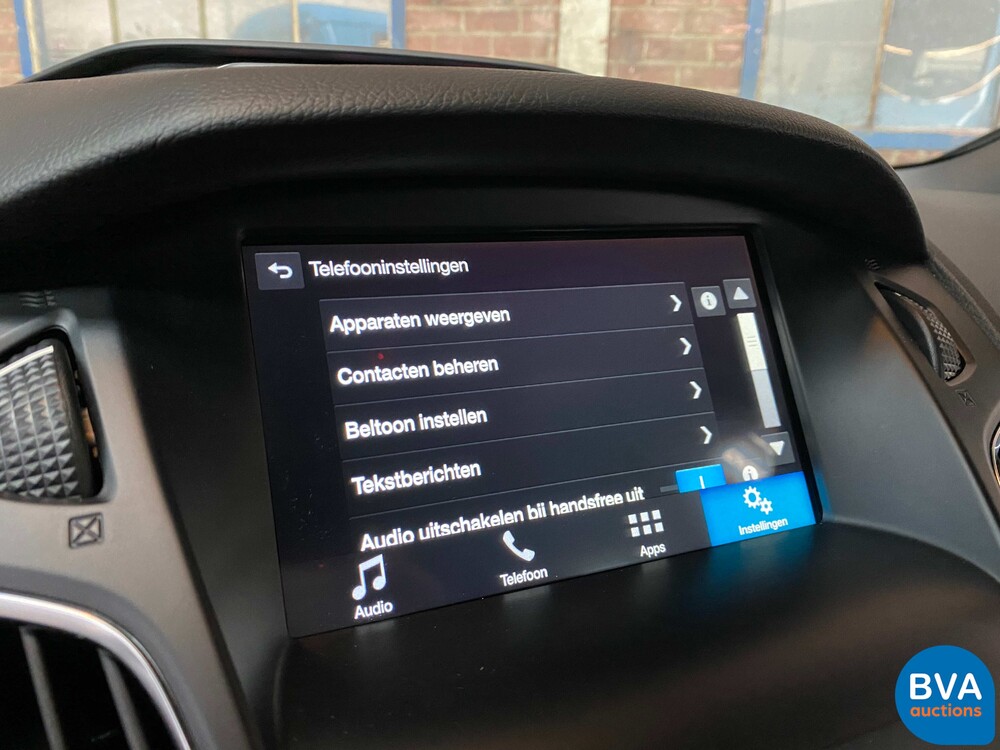 Telefooninstellingen
Apparaten weergeven
Contacten beheren
Beltoon instellen
Tekstberichten
Audio uitschakelen bij handsfree uit
Audio
Telefoon
Apps
Instellingen
BVA
auctions